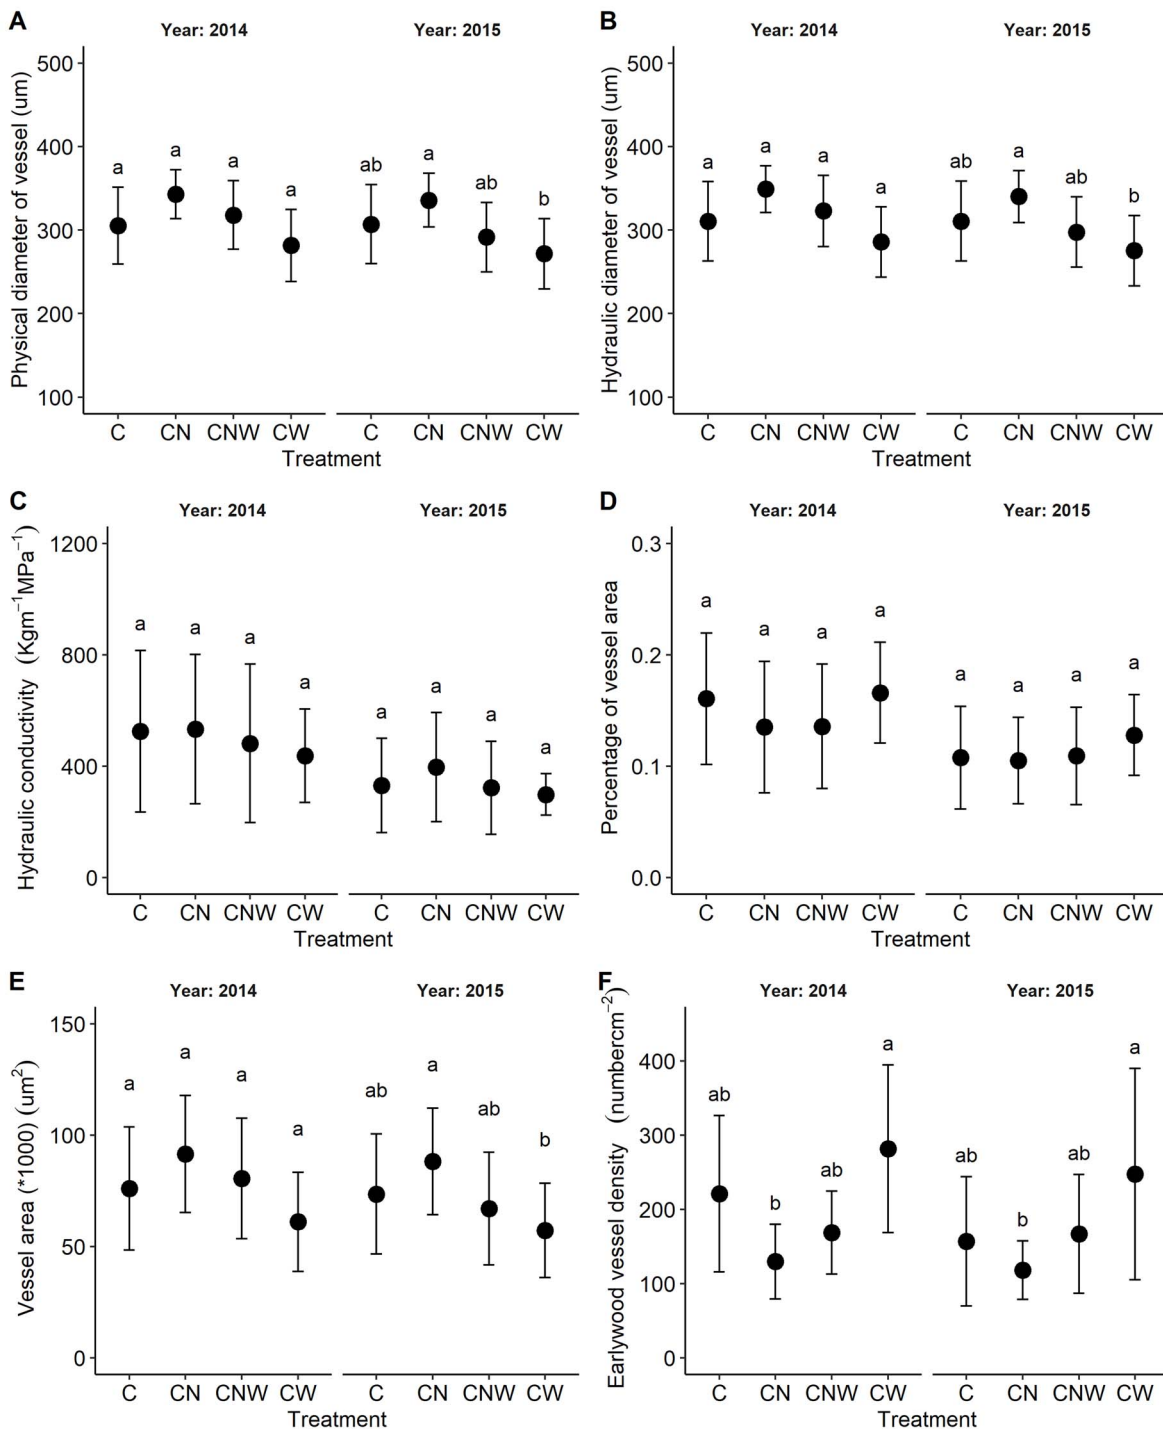 A
Year: 2014
Year: 2015
Physical diameter of vessel (um)
500
400
300
200
100
a
a
a
a
ab
a
ab
b
C
CN
CNW
CW
C
CN
CNW
CW
Treatment
B
Year: 2014
Year: 2015
Hydraulic diameter of vessel (um)
500
400
300
200
100
a
a
a
a
ab
a
ab
b
C
CN
CNW
CW
C
CN
CNW
CW
Treatment
C
Year: 2014
Year: 2015
Hydraulic conductivity (Kgm⁻¹MPa⁻¹)
1200
800
400
0
a
a
a
a
a
a
a
a
C
CN
CNW
CW
C
CN
CNW
CW
Treatment
D
Year: 2014
Year: 2015
Percentage of vessel area
0.3
0.2
0.1
0.0
a
a
a
a
a
a
a
a
C
CN
CNW
CW
C
CN
CNW
CW
Treatment
E
Year: 2014
Year: 2015
Vessel area (*1000) (um²)
150
100
50
0
a
a
a
a
ab
a
ab
b
C
CN
CNW
CW
C
CN
CNW
CW
Treatment
F
Year: 2014
Year: 2015
Earlywood vessel density (numbercm⁻²)
400
300
200
100
0
ab
b
ab
a
ab
b
ab
a
C
CN
CNW
CW
C
CN
CNW
CW
Treatment